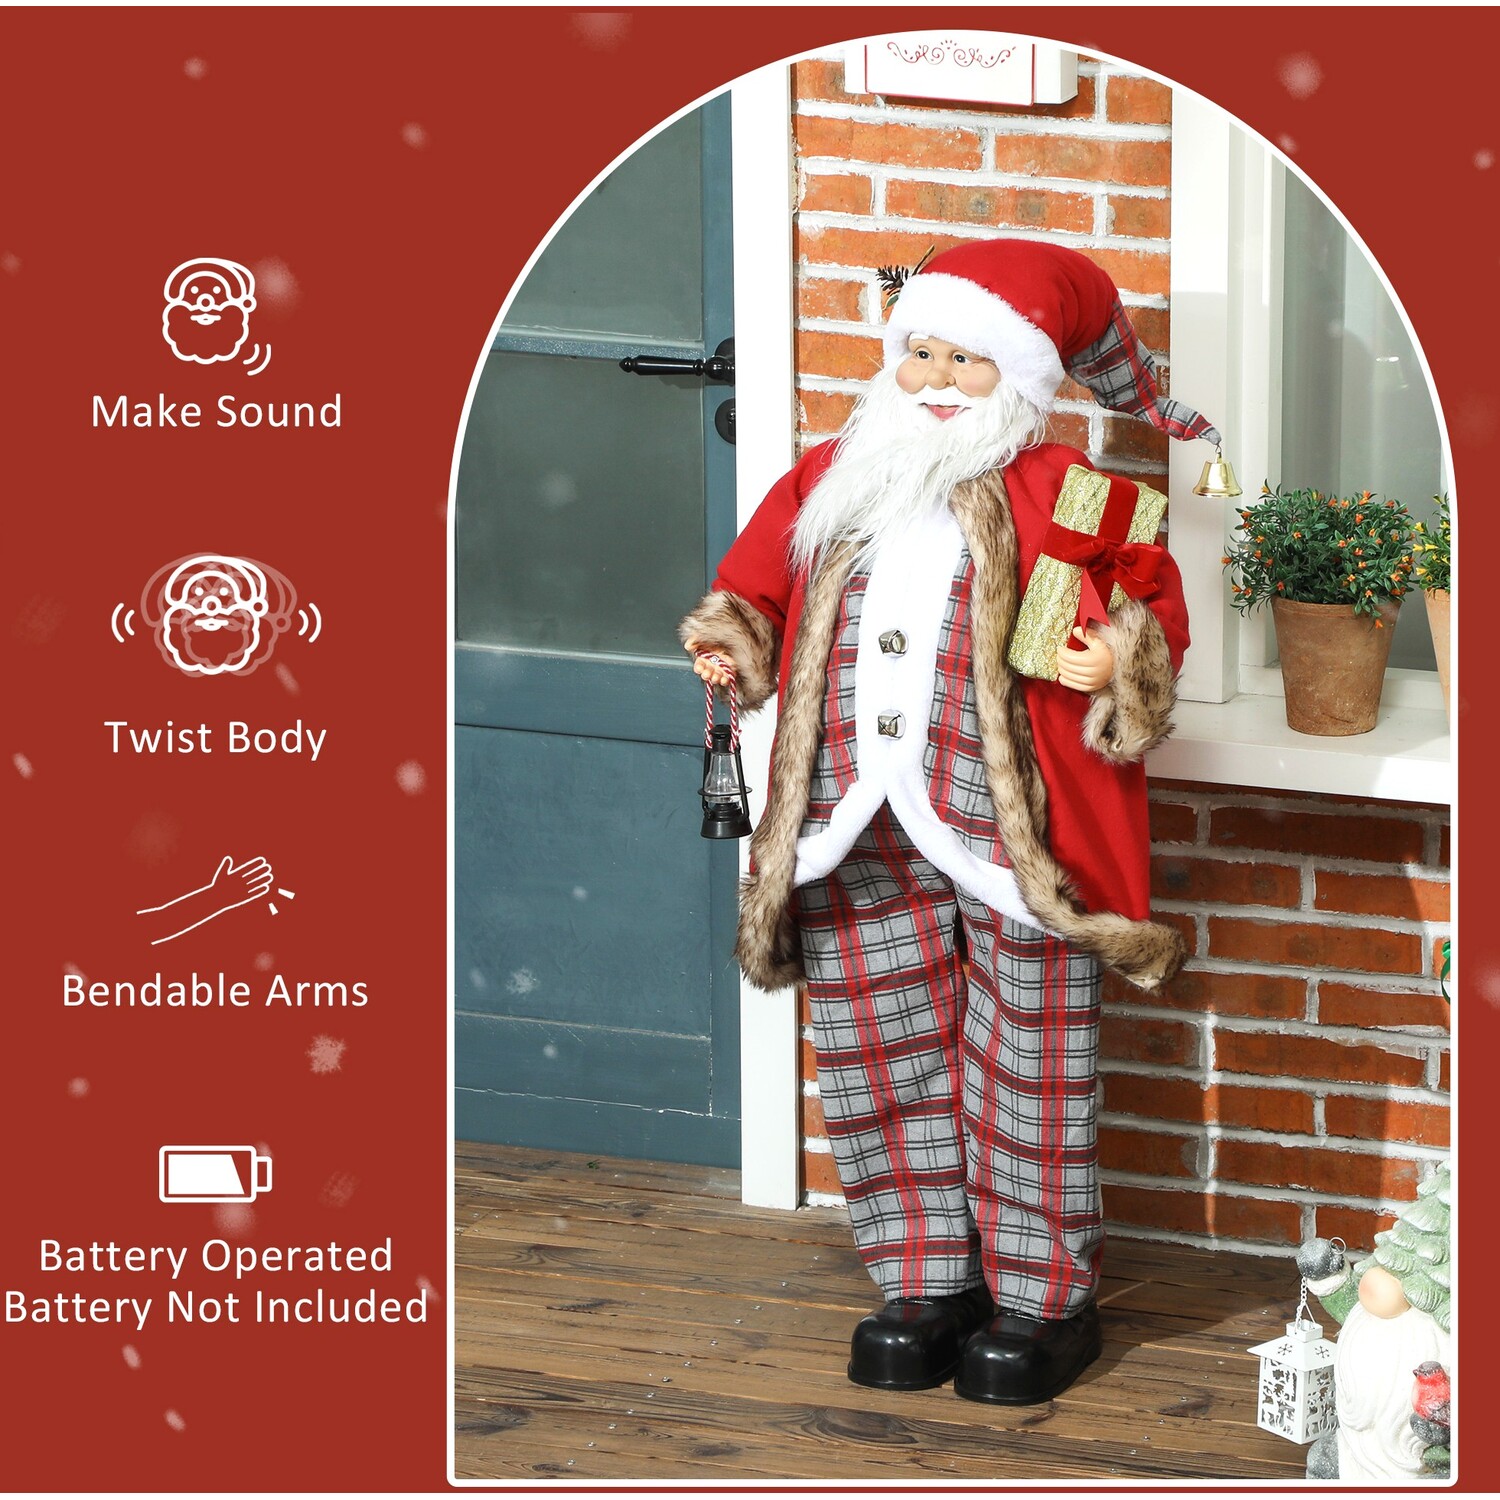 Make Sound
Twist Body
Bendable Arms
Battery Operated
Battery Not Included